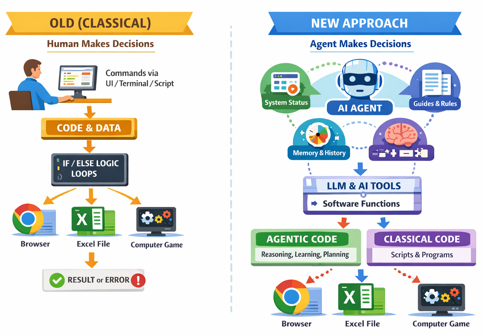 OLD (CLASSICAL)
Human Makes Decisions
Commands via
UI / Terminal / Script
CODE & DATA
IF / ELSE LOGIC
LOOPS
Browser
Excel File
Computer Game
RESULT or ERROR
NEW APPROACH
Agent Makes Decisions
System Status
AI AGENT
Guides & Rules
Memory & History
LLM & AI TOOLS
Software Functions
AGENTIC CODE
Reasoning, Learning, Planning
CLASSICAL CODE
Scripts & Programs
Browser
Excel File
Computer Game